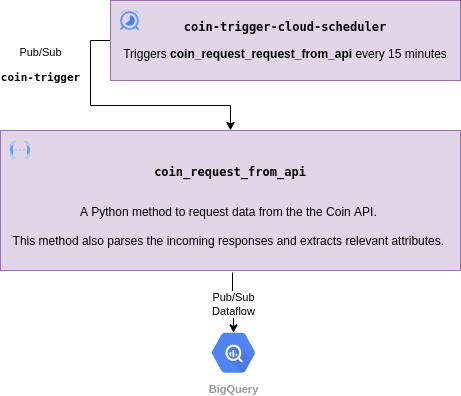 coin-trigger-cloud-scheduler
Triggers coin_request_request_from_api every 15 minutes
Pub/Sub
coin-trigger
coin_request_from_api
A Python method to request data from the the Coin API.
This method also parses the incoming responses and extracts relevant attributes.
Pub/Sub
Dataflow
BigQuery